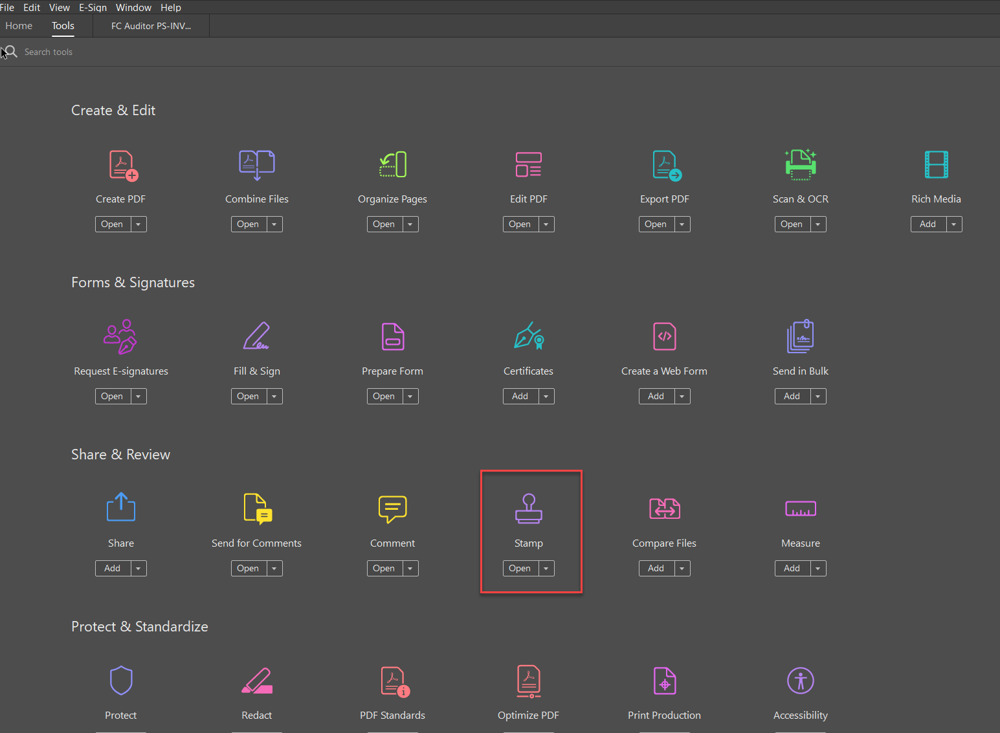 File Edit View E-Sign Window Help
Home Tools FC Auditor PS-INV...
Search tools
Create & Edit
Create PDF Combine Files Organize Pages Edit PDF Export PDF Scan & OCR Rich Media
Open Open Open Open Open Open Add
Forms & Signatures
Request E-signatures Fill & Sign Prepare Form Certificates Create a Web Form Send in Bulk
Open Open Open Add Add Add
Share & Review
Share Send for Comments Comment Stamp Compare Files Measure
Add Open Open Open Add Add
Protect & Standardize
Protect Redact PDF Standards Optimize PDF Print Production Accessibility